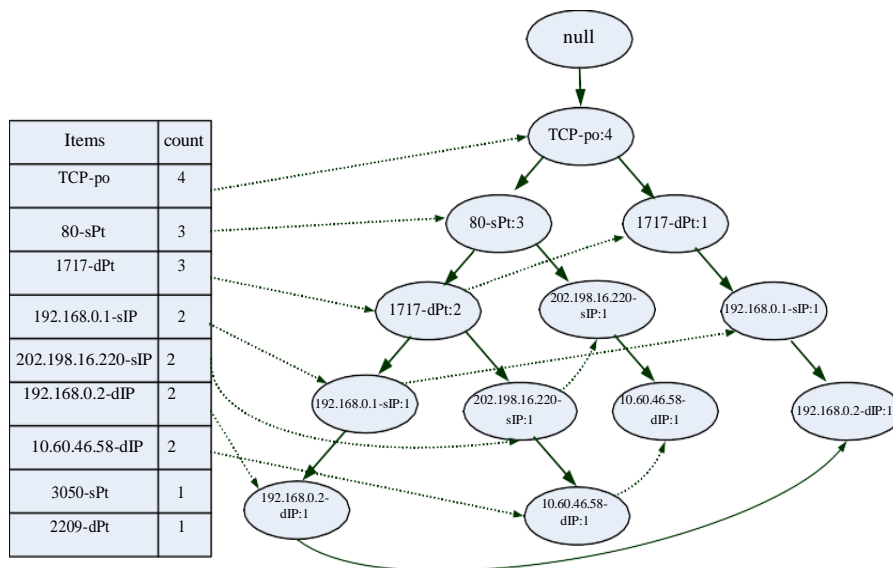 null
TCP-po:4
80-sPt:3
1717-dPt:1
1717-dPt:2
202.198.16.220-
sIP:1
192.168.0.1-sIP:1
192.168.0.1-sIP:1
202.198.16.220-
sIP:1
10.60.46.58-
dIP:1
192.168.0.2-dIP:1
192.168.0.2-
dIP:1
10.60.46.58-
dIP:1
Items count
TCP-po 4
80-sPt 3
1717-dPt 3
192.168.0.1-sIP 2
202.198.16.220-sIP 2
192.168.0.2-dIP 2
10.60.46.58-dIP 2
3050-sPt 1
2209-dPt 1